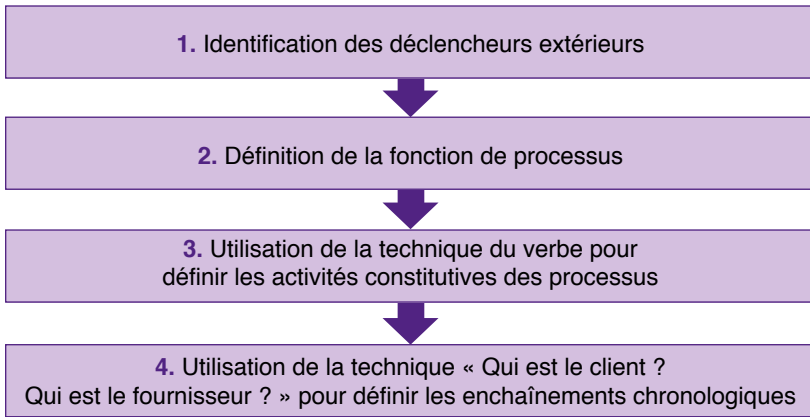 1. Identification des déclencheurs extérieurs
2. Définition de la fonction de processus
3. Utilisation de la technique du verbe pour
définir les activités constitutives des processus
4. Utilisation de la technique « Qui est le client ?
Qui est le fournisseur ? » pour définir les enchaînements chronologiques